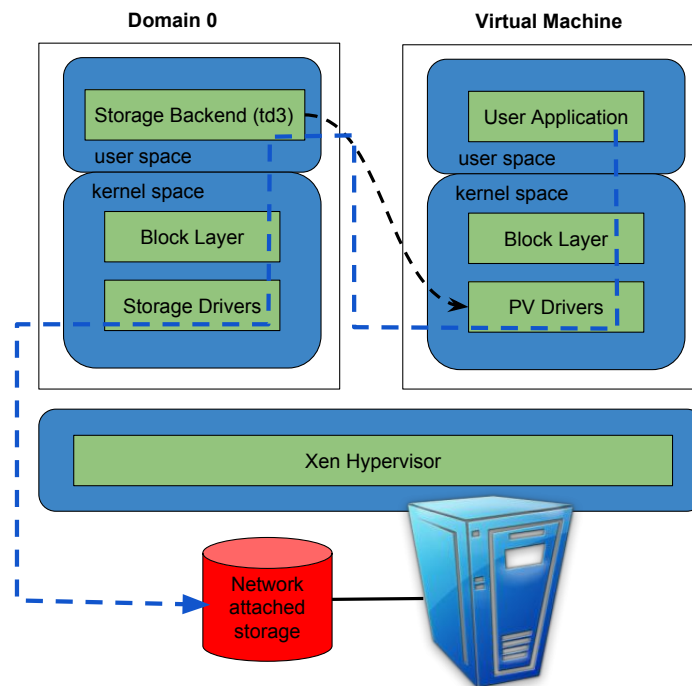 Domain 0
Virtual Machine
Storage Backend (td3)
user space
kernel space
Block Layer
Storage Drivers
User Application
user space
kernel space
Block Layer
PV Drivers
Xen Hypervisor
Network
attached
storage